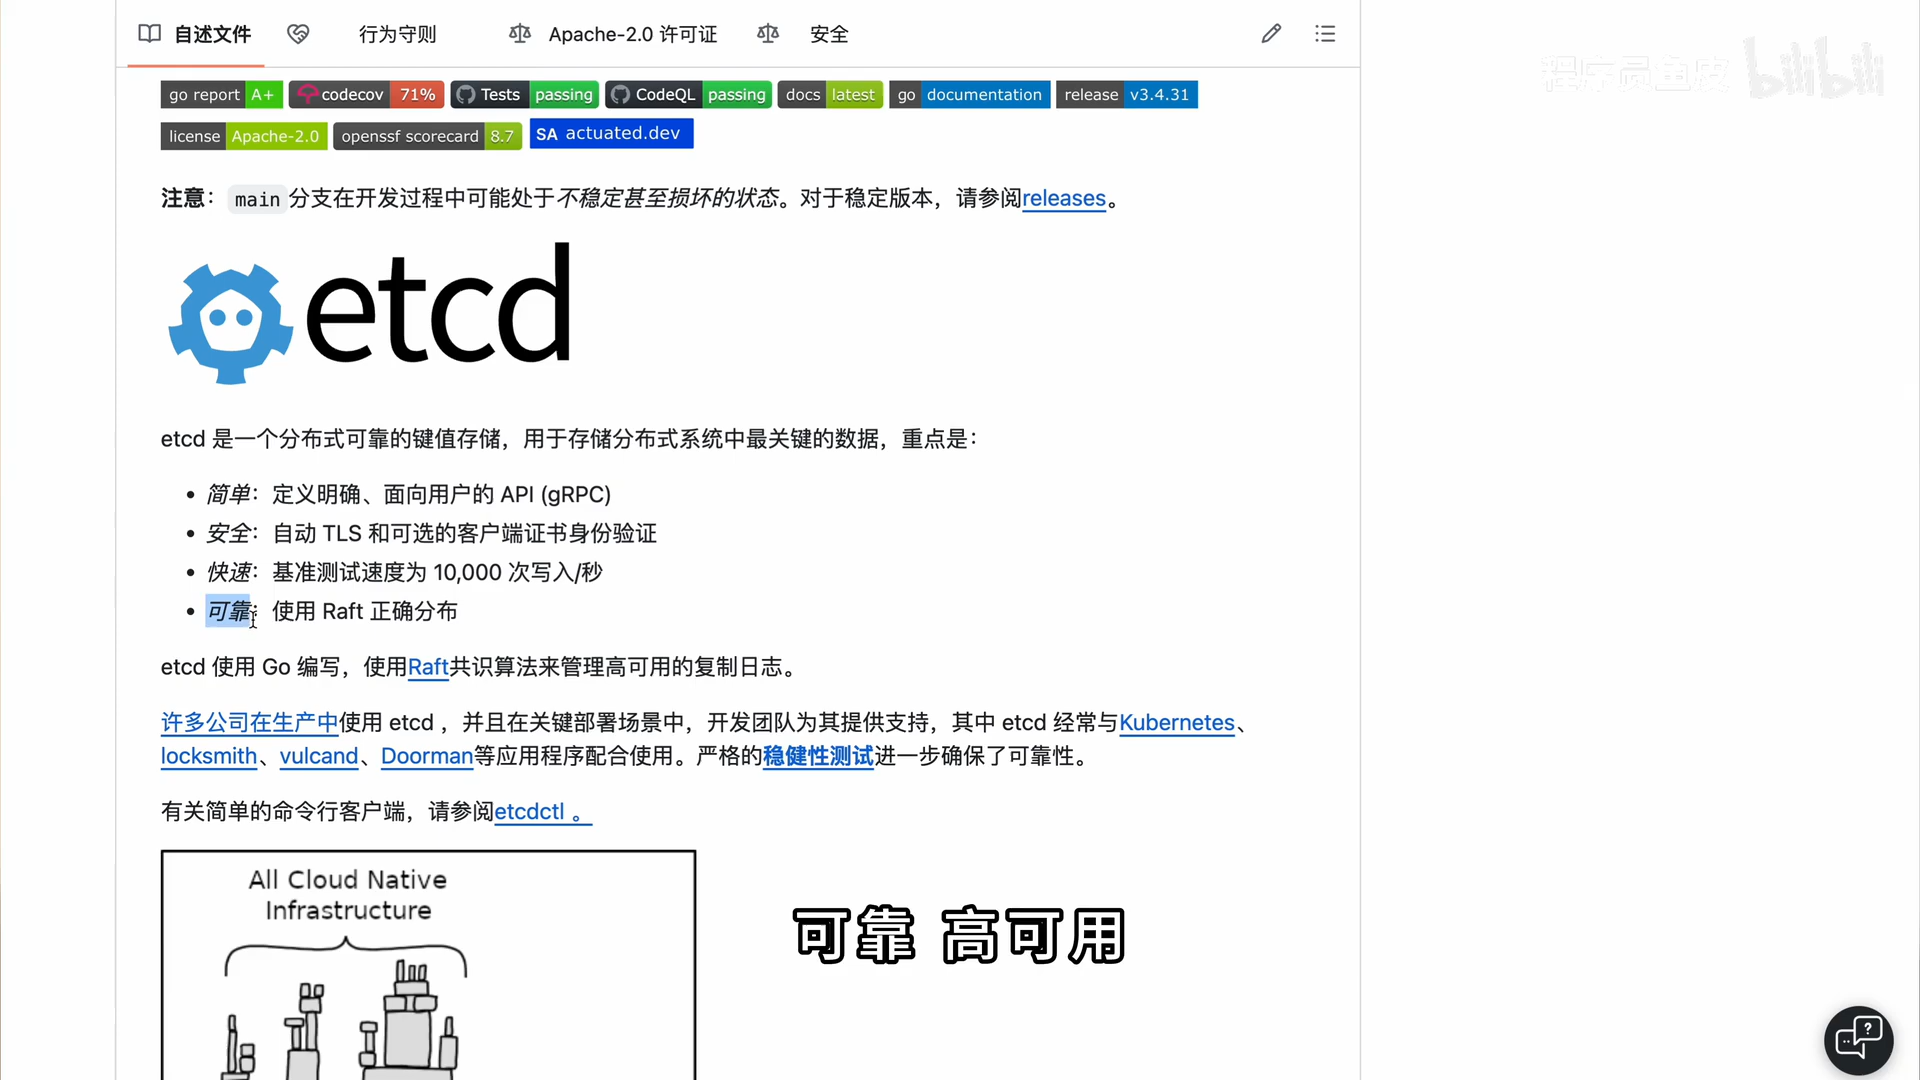 自述文件 行为守则 Apache-2.0 许可证 安全
程序员鱼皮 bilibili
go report A+ codecov 71% Tests passing CodeQL passing docs latest go documentation release v3.4.31
license Apache-2.0 openssf scorecard 8.7 SA actuated.dev
注意：main分支在开发过程中可能处于不稳定甚至损坏的状态。对于稳定版本，请参阅releases。
etcd
etcd 是一个分布式可靠的键值存储，用于存储分布式系统中最关键的数据，重点是：
• 简单：定义明确、面向用户的 API (gRPC)
• 安全：自动 TLS 和可选的客户端证书身份验证
• 快速：基准测试速度为 10,000 次写入/秒
• 可靠：使用 Raft 正确分布
etcd 使用 Go 编写，使用Raft共识算法来管理高可用的复制日志。
许多公司在生产中使用 etcd ，并且在关键部署场景中，开发团队为其提供支持，其中 etcd 经常与Kubernetes、
locksmith、vulcand、Doorman等应用程序配合使用。严格的稳健性测试进一步确保了可靠性。
有关简单的命令行客户端，请参阅etcdctl 。
All Cloud Native
Infrastructure
可靠 高可用